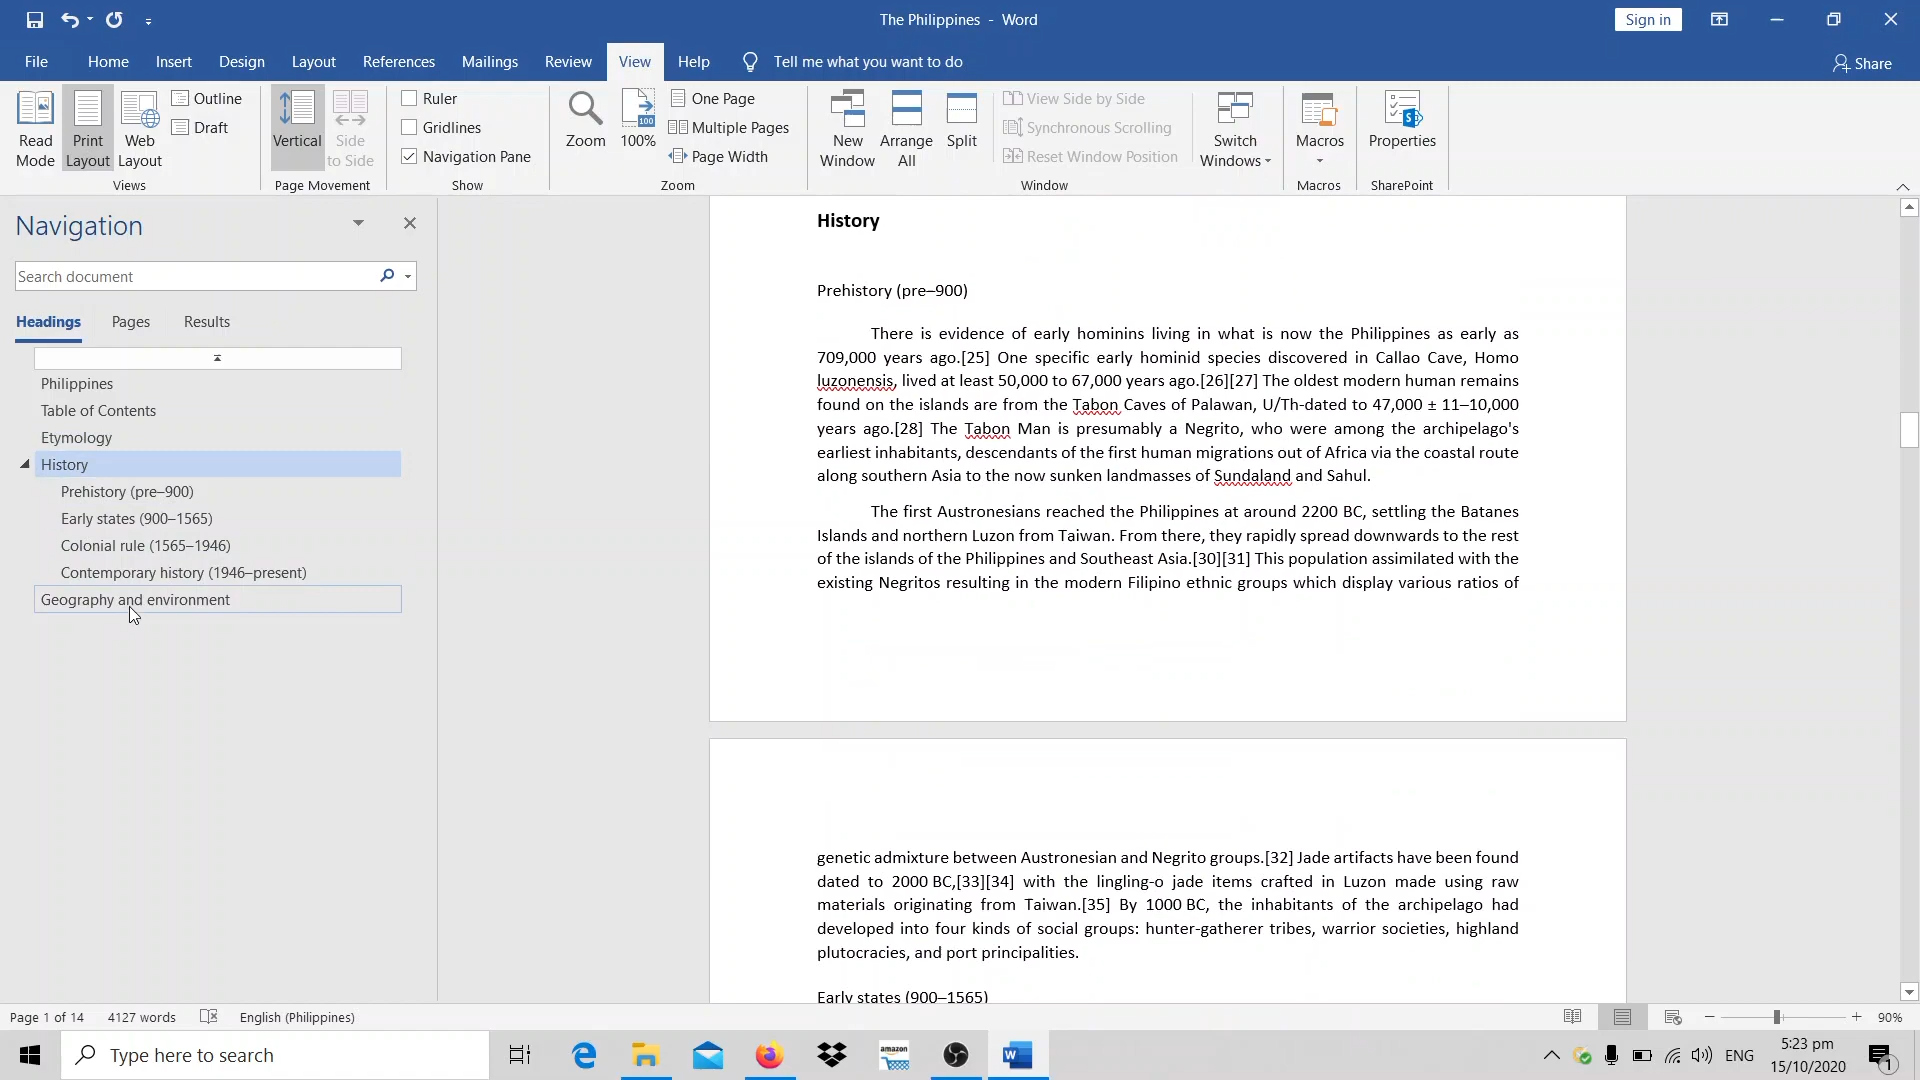 The Philippines - Word
Sign in
File Home Insert Design Layout References Mailings Review View Help Tell me what you want to do
Share
Read Mode
Print Layout
Web Layout
Outline
Draft
Views
Vertical
Side to Side
Page Movement
Ruler
Gridlines
Navigation Pane
Show
Zoom
100
100%
One Page
Multiple Pages
Page Width
Zoom
New Window
Arrange All
Split
View Side by Side
Synchronous Scrolling
Reset Window Position
Window
Switch Windows
Macros
Macros
Properties
SharePoint
Navigation
Search document
Headings Pages Results
Philippines
Table of Contents
Etymology
History
Prehistory (pre–900)
Early states (900–1565)
Colonial rule (1565–1946)
Contemporary history (1946–present)
Geography and environment
History
Prehistory (pre–900)
There is evidence of early hominins living in what is now the Philippines as early as
709,000 years ago.[25] One specific early hominid species discovered in Callao Cave, Homo
luzonensis, lived at least 50,000 to 67,000 years ago.[26][27] The oldest modern human remains
found on the islands are from the Tabon Caves of Palawan, U/Th-dated to 47,000 ± 11–10,000
years ago.[28] The Tabon Man is presumably a Negrito, who were among the archipelago's
earliest inhabitants, descendants of the first human migrations out of Africa via the coastal route
along southern Asia to the now sunken landmasses of Sundaland and Sahul.
The first Austronesians reached the Philippines at around 2200 BC, settling the Batanes
Islands and northern Luzon from Taiwan. From there, they rapidly spread downwards to the rest
of the islands of the Philippines and Southeast Asia.[30][31] This population assimilated with the
existing Negritos resulting in the modern Filipino ethnic groups which display various ratios of
genetic admixture between Austronesian and Negrito groups.[32] Jade artifacts have been found
dated to 2000 BC,[33][34] with the lingling-o jade items crafted in Luzon made using raw
materials originating from Taiwan.[35] By 1000 BC, the inhabitants of the archipelago had
developed into four kinds of social groups: hunter-gatherer tribes, warrior societies, highland
plutocracies, and port principalities.
Early states (900–1565)
Page 1 of 14 4127 words English (Philippines)
90%
Type here to search
amazon
ENG
5:23 pm
15/10/2020
1